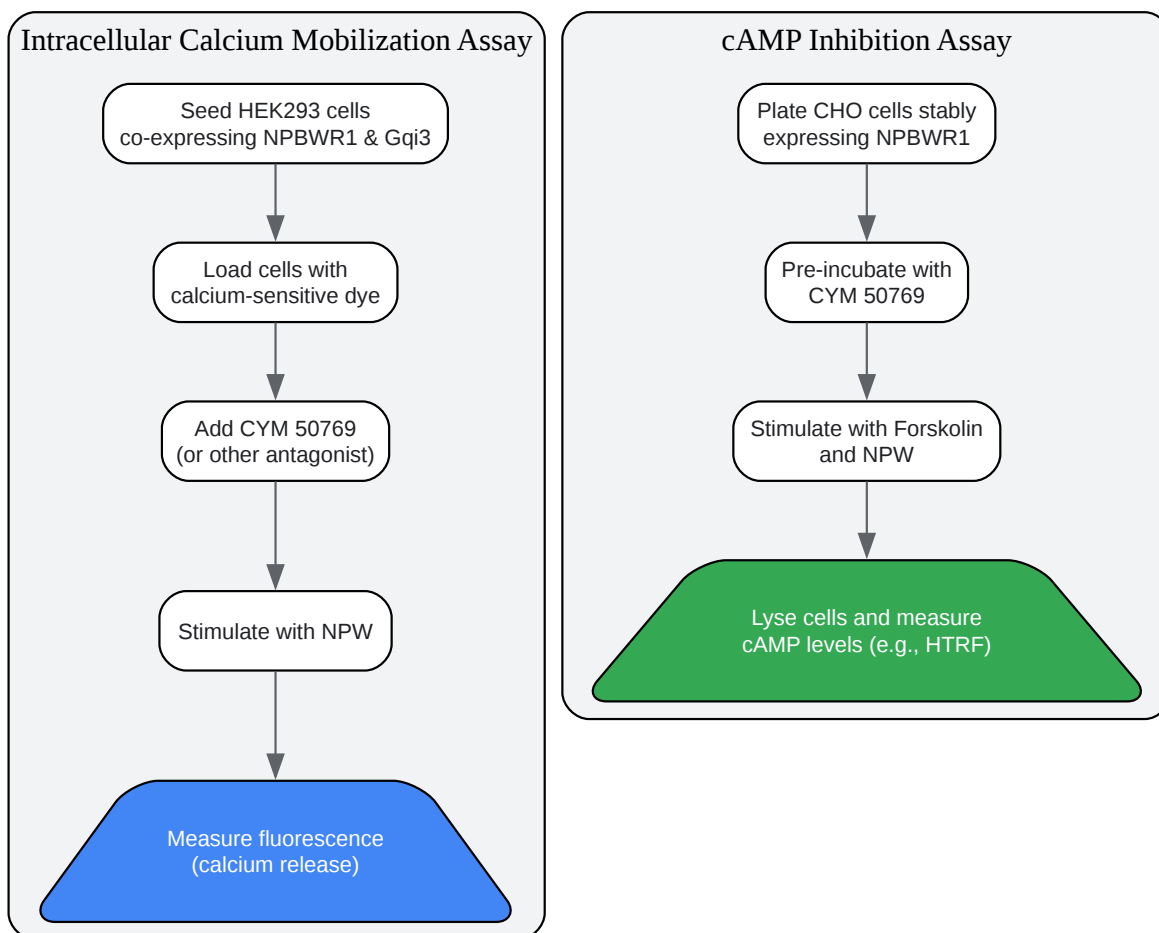 Intracellular Calcium Mobilization Assay
Seed HEK293 cells
co-expressing NPBWR1 & Gqi3
Load cells with
calcium-sensitive dye
Add CYM 50769
(or other antagonist)
Stimulate with NPW
Measure fluorescence
(calcium release)
cAMP Inhibition Assay
Plate CHO cells stably
expressing NPBWR1
Pre-incubate with
CYM 50769
Stimulate with Forskolin
and NPW
Lyse cells and measure
cAMP levels (e.g., HTRF)